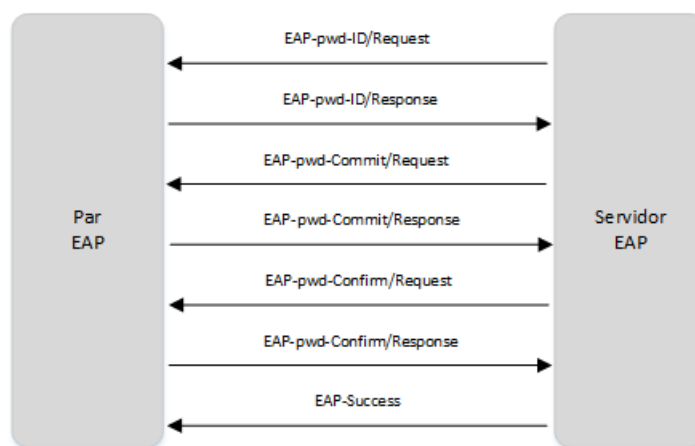 EAP-pwd-ID/Request
EAP-pwd-ID/Response
EAP-pwd-Commit/Request
Par
EAP
EAP-pwd-Commit/Response
Servidor
EAP
EAP-pwd-Confirm/Request
EAP-pwd-Confirm/Response
EAP-Success